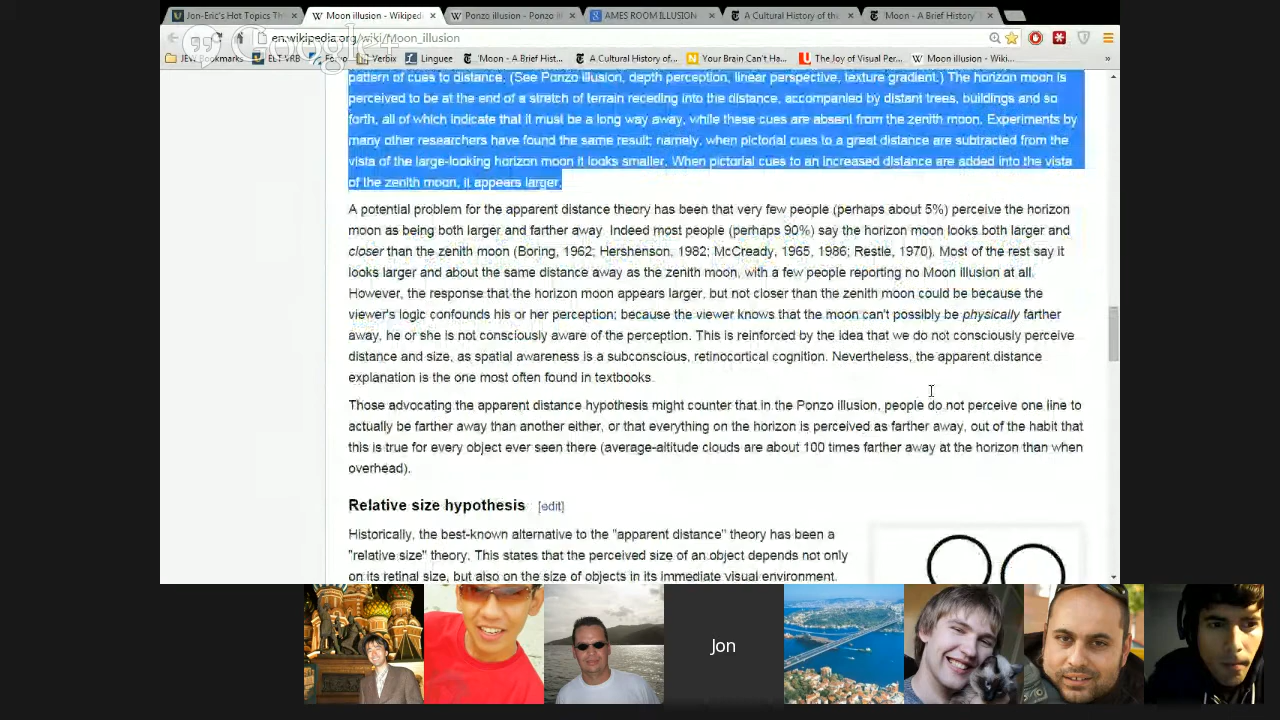 Jon-Eric's Hot Topics Th
Moon illusion - Wikiped
Ponzo illusion - Ponzo il
AMES ROOM ILLUSION
A Cultural History of the
'Moon - A Brief History'
Google+
en.wikipedia.org/wiki/Moon_illusion
JEW Bookmarks
ELT VRB
Verbix
Linguee
'Moon - A Brief Hist...
A Cultural History of...
Your Brain Can't Ha...
The Joy of Visual Per...
Moon illusion - Wiki...
»
pattern of cues to distance. (See Ponzo illusion, depth perception, linear perspective, texture gradient.) The horizon moon is
perceived to be at the end of a stretch of terrain receding into the distance, accompanied by distant trees, buildings and so
forth, all of which indicate that it must be a long way away, while these cues are absent from the zenith moon. Experiments by
many other researchers have found the same result; namely, when pictorial cues to a great distance are subtracted from the
vista of the large-looking horizon moon it looks smaller. When pictorial cues to an increased distance are added into the vista
of the zenith moon, it appears larger.
A potential problem for the apparent distance theory has been that very few people (perhaps about 5%) perceive the horizon
moon as being both larger and farther away. Indeed most people (perhaps 90%) say the horizon moon looks both larger and
closer than the zenith moon (Boring, 1962; Hershenson, 1982; McCready, 1965, 1986; Restle, 1970). Most of the rest say it
looks larger and about the same distance away as the zenith moon, with a few people reporting no Moon illusion at all.
However, the response that the horizon moon appears larger, but not closer than the zenith moon could be because the
viewer's logic confounds his or her perception; because the viewer knows that the moon can't possibly be physically farther
away, he or she is not consciously aware of the perception. This is reinforced by the idea that we do not consciously perceive
distance and size, as spatial awareness is a subconscious, retinocortical cognition. Nevertheless, the apparent distance
explanation is the one most often found in textbooks.
Those advocating the apparent distance hypothesis might counter that in the Ponzo illusion, people do not perceive one line to
actually be farther away than another either, or that everything on the horizon is perceived as farther away, out of the habit that
this is true for every object ever seen there (average-altitude clouds are about 100 times farther away at the horizon than when
overhead).
Relative size hypothesis [edit]
Historically, the best-known alternative to the "apparent distance" theory has been a
"relative size" theory. This states that the perceived size of an object depends not only
on its retinal size, but also on the size of objects in its immediate visual environment.
Jon